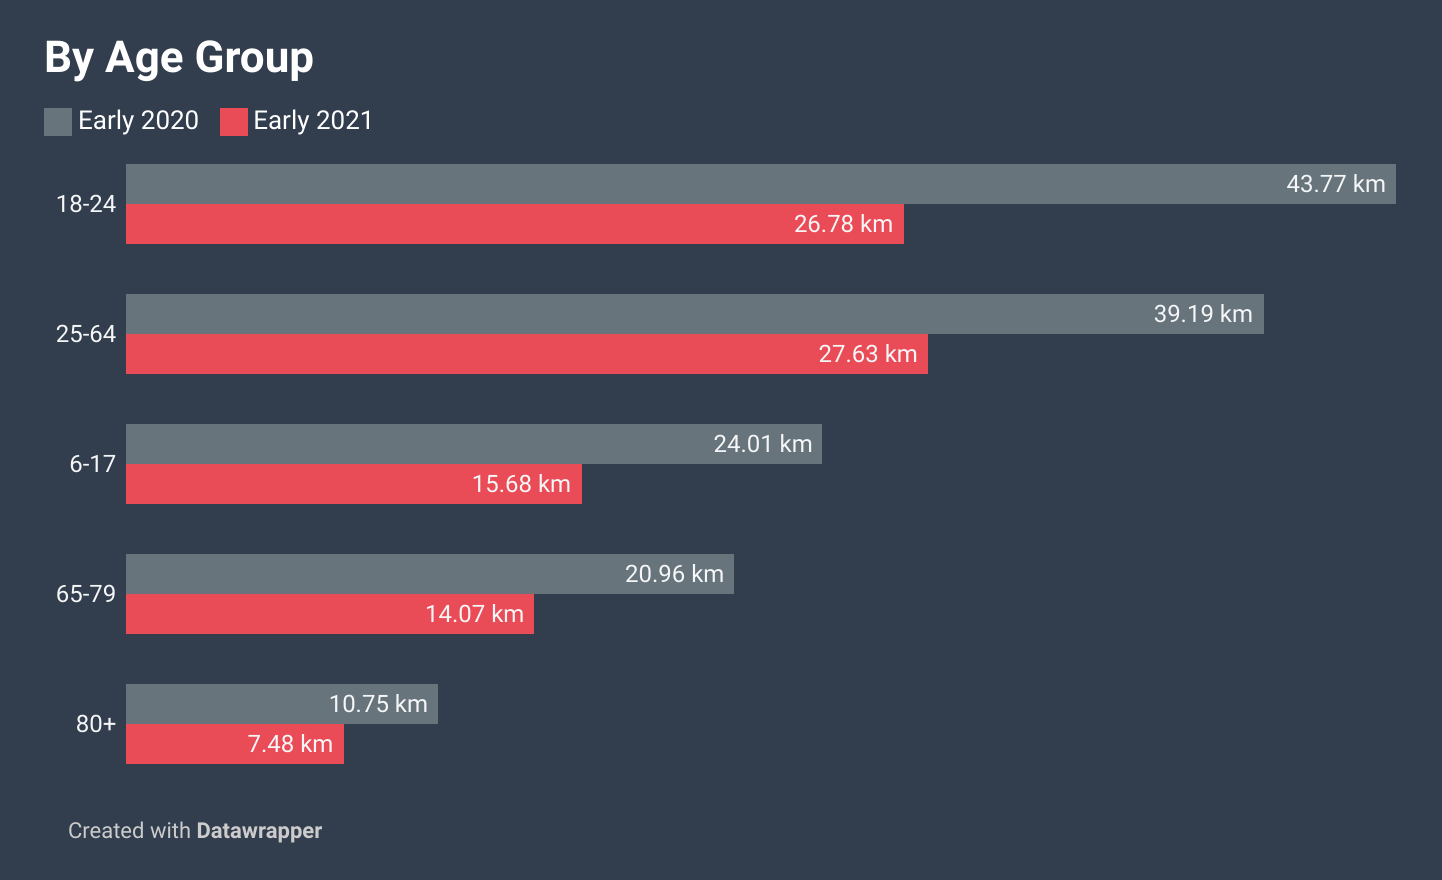 By Age Group
Early 2020 Early 2021
18-24
43.77 km
26.78 km
25-64
39.19 km
27.63 km
6-17
24.01 km
15.68 km
65-79
20.96 km
14.07 km
80+
10.75 km
7.48 km
Created with Datawrapper